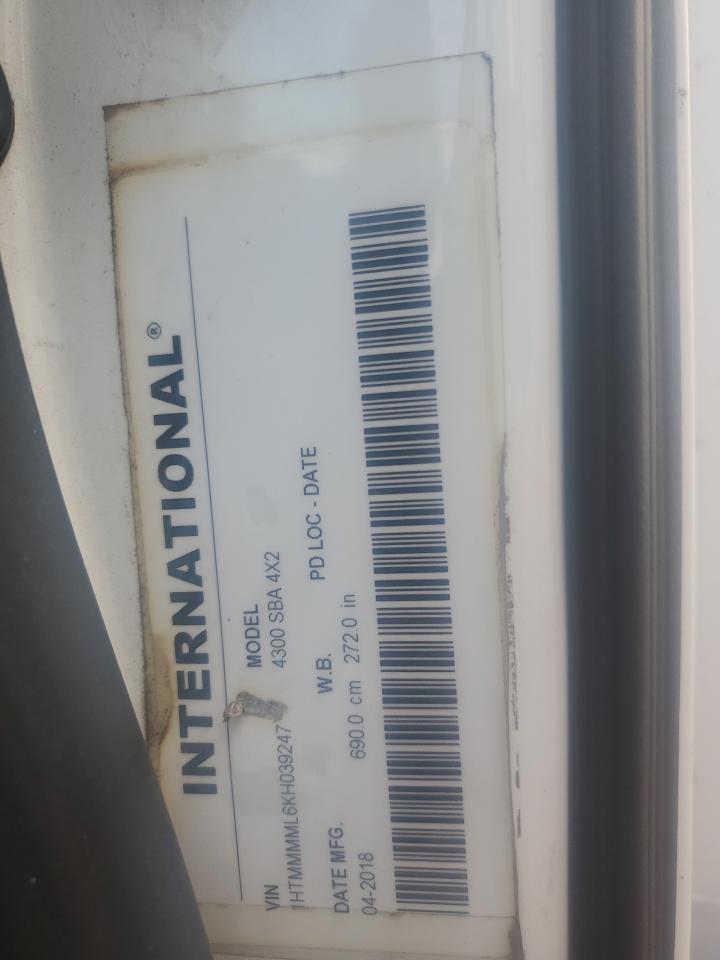 INTERNATIONAL®
VIN MODEL
1HTMMMML6KH039247 4300 SBA 4X2
DATE MFG. W.B. PD LOC - DATE
04-2018 690.0 cm 272.0 in